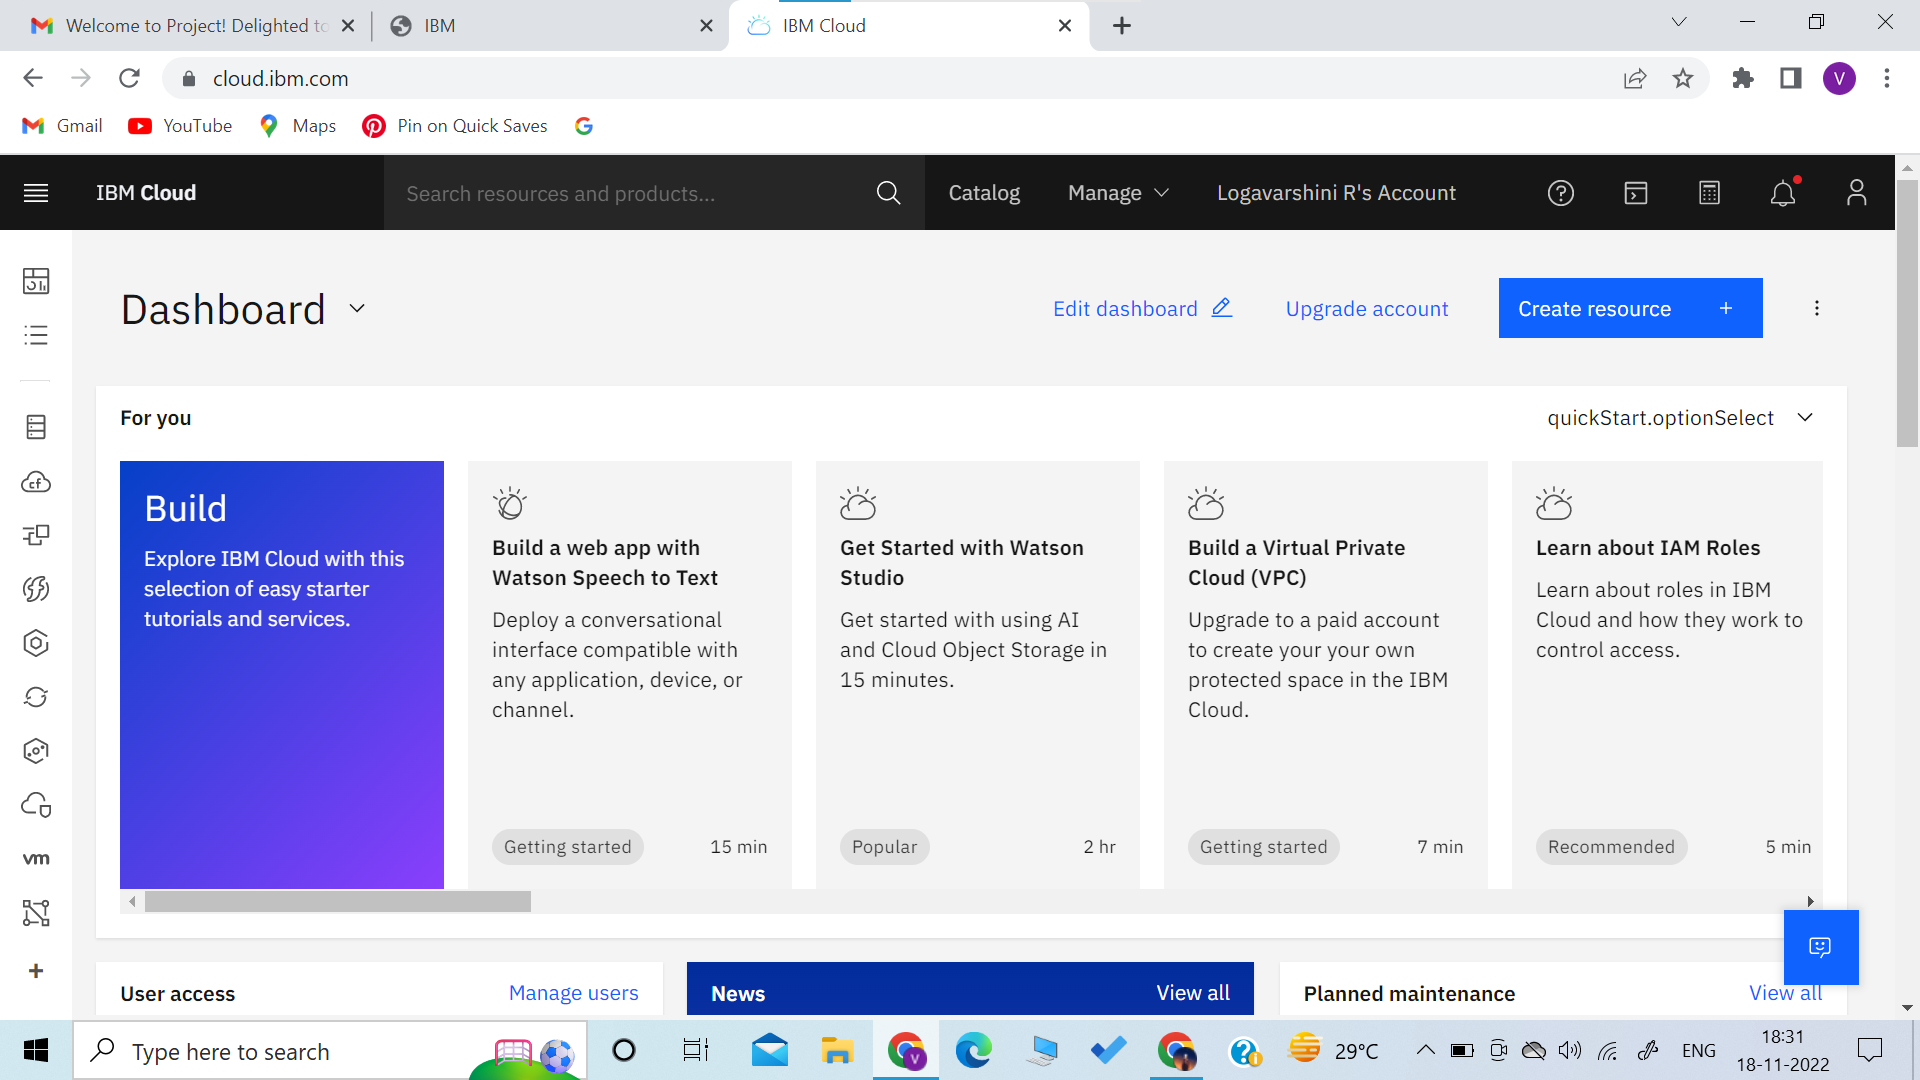 Welcome to Project! Delighted to
IBM
IBM Cloud
cloud.ibm.com
V
Gmail
YouTube
Maps
Pin on Quick Saves
IBM Cloud
Search resources and products...
Catalog
Manage
Logavarshini R's Account
Dashboard
Edit dashboard
Upgrade account
Create resource +
For you
quickStart.optionSelect
Build
Explore IBM Cloud with this
selection of easy starter
tutorials and services.
Build a web app with
Watson Speech to Text
Deploy a conversational
interface compatible with
any application, device, or
channel.
Getting started
15 min
Get Started with Watson
Studio
Get started with using AI
and Cloud Object Storage in
15 minutes.
Popular
2 hr
Build a Virtual Private
Cloud (VPC)
Upgrade to a paid account
to create your your own
protected space in the IBM
Cloud.
Getting started
7 min
Learn about IAM Roles
Learn about roles in IBM
Cloud and how they work to
control access.
Recommended
5 min
cf
vm
User access
Manage users
News
View all
Planned maintenance
View all
Type here to search
V
29°C
ENG
18:31
18-11-2022